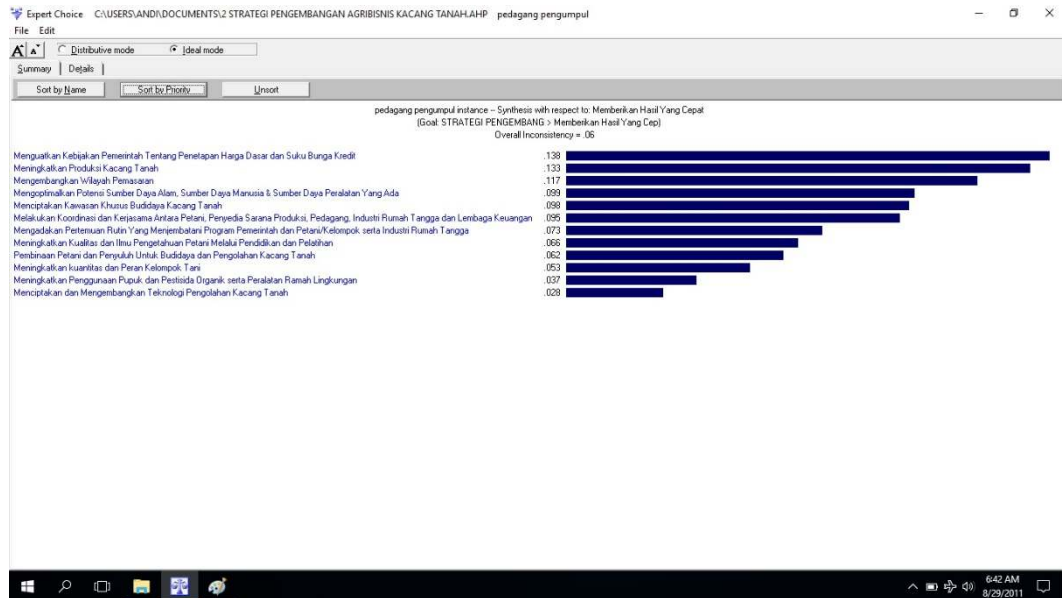 Expert Choice C:\USERS\ANDI\DOCUMENTS\2 STRATEGI PENGEMBANGAN AGRIBISNIS KACANG TANAH.AHP pedagang pengumpul
File Edit
A A Distributive mode Ideal mode
Summary Details
Sort by Name Sort by Priority Unsort
pedagang pengumpul instance -- Synthesis with respect to: Memberikan Hasil Yang Cepat
(Goal: STRATEGI PENGEMBANG > Memberikan Hasil Yang Cep)
Overall Inconsistency = .06
Menguatkan Kebijakan Pemerintah Tentang Penetapan Harga Dasar dan Suku Bunga Kredit .138
Meningkatkan Produksi Kacang Tanah .133
Mengembangkan Wilayah Pemasaran .117
Mengoptimalkan Potensi Sumber Daya Alam, Sumber Daya Manusia & Sumber Daya Peralatan Yang Ada .099
Menciptakan Kawasan Khusus Budidaya Kacang Tanah .098
Melakukan Koordinasi dan Kerjasama Antara Petani, Penyedia Sarana Produksi, Pedagang, Industri Rumah Tangga dan Lembaga Keuangan .095
Mengadakan Pertemuan Rutin Yang Menjembatani Program Pemerintah dan Petani/Kelompok serta Industri Rumah Tangga .073
Meningkatkan Kualitas dan Ilmu Pengetahuan Petani Melalui Pendidikan dan Pelatihan .066
Pembinaan Petani dan Penyuluh Untuk Budidaya dan Pengolahan Kacang Tanah .062
Meningkatkan kuantitas dan Peran Kelompok Tani .053
Meningkatkan Penggunaan Pupuk dan Pestisida Organik serta Peralatan Ramah Lingkungan .037
Menciptakan dan Mengembangkan Teknologi Pengolahan Kacang Tanah .028
6:42 AM
8/29/2011